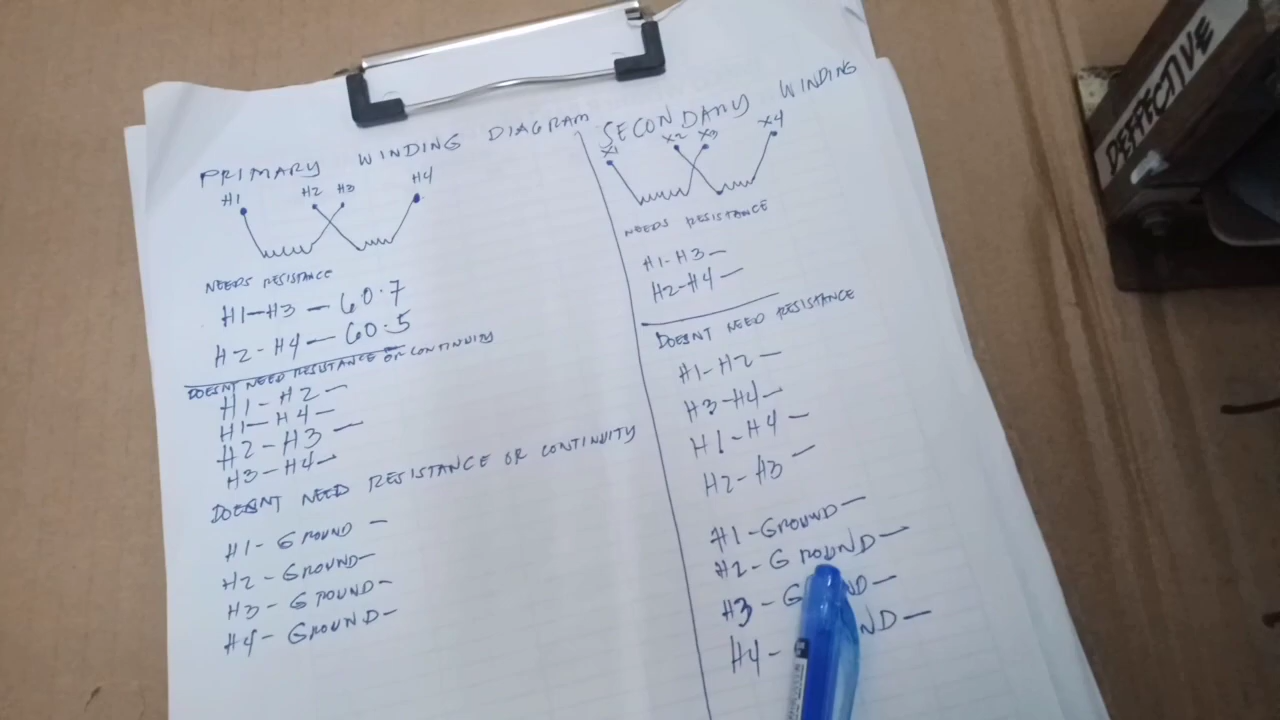 PRIMARY WINDING DIAGRAM
H1 H2 H3 H4
NEEDS RESISTANCE
H1-H3 - 60.7
H2-H4 - 60.5
DOESNT NEED RESISTANCE OR CONTINUITY
H1-H2 -
H1-H4 -
H2-H3 -
H3-H4 -
DOESNT NEED RESISTANCE OR CONTINUITY
H1- GROUND -
H2- GROUND-
H3- GROUND-
H4- GROUND-
SECONDARY WINDING
X1 X2 X3 X4
NEEDS RESISTANCE
H1-H3 -
H2-H4 -
DOESNT NEED RESISTANCE
H1-H2 -
H3-H4 -
H1-H4 -
H2-H3 -
H1-GROUND-
H2-GROUND-
H3-
H4-
DEFFECTIVE